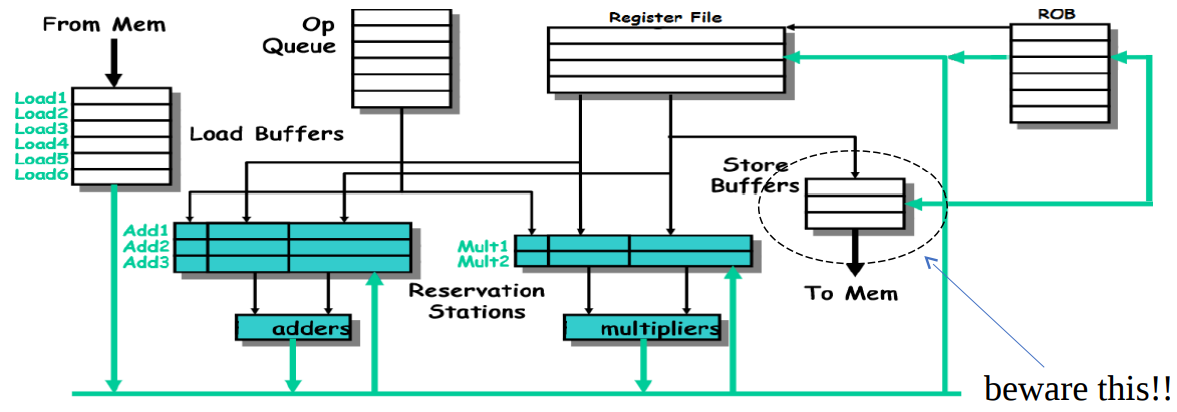 From Mem
Op
Queue
Register File
ROB
Load1
Load2
Load3
Load4
Load5
Load6
Load Buffers
Store
Buffers
Add1
Add2
Add3
Mult1
Mult2
Reservation
Stations
To Mem
adders
multipliers
beware this!!